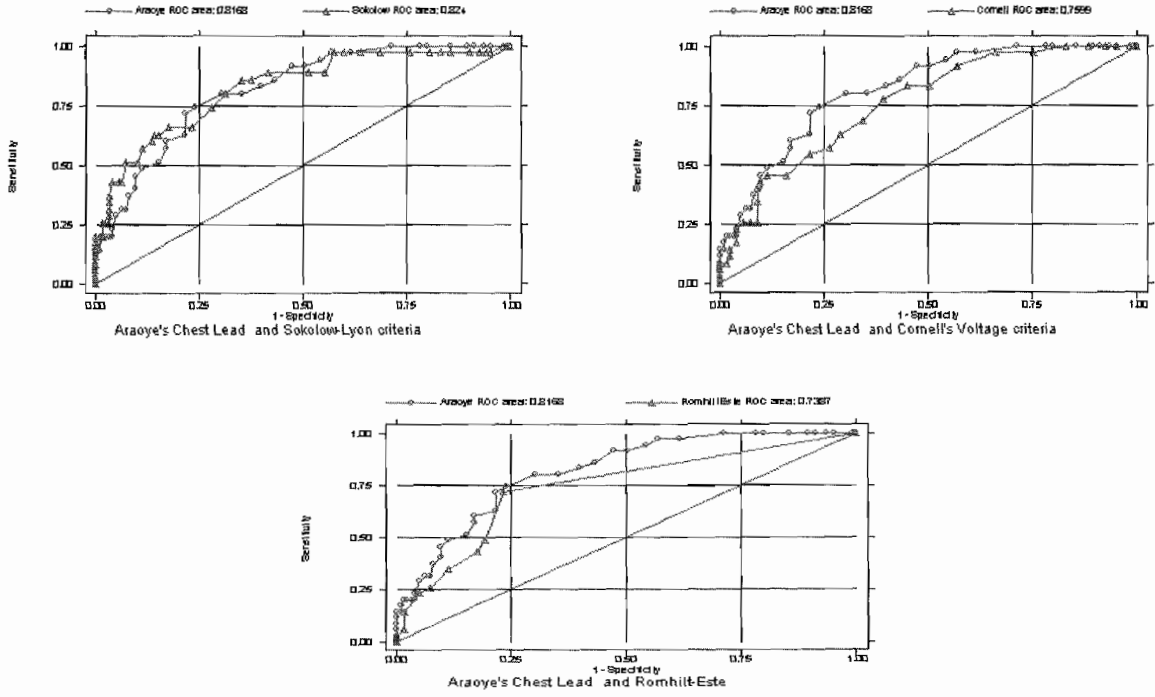 Araoye ROC area: 0.8168 Sokolow ROC area: 0.824
1.00
0.75
0.50
0.25
0.00
Sensitivity
0.00 0.25 0.50 0.75 1.00
1 - Specificity
Araoye's Chest Lead and Sokolow-Lyon criteria
Araoye ROC area: 0.8168 Cornell ROC area: 0.7599
1.00
0.75
0.50
0.25
0.00
Sensitivity
0.00 0.25 0.50 0.75 1.00
1 - Specificity
Araoye's Chest Lead and Cornell's Voltage criteria
Araoye ROC area: 0.8168 RomhiltEste ROC area: 0.7387
1.00
0.75
0.50
0.25
0.00
Sensitivity
0.00 0.25 0.50 0.75 1.00
1 - Specificity
Araoye's Chest Lead and Romhilt-Este